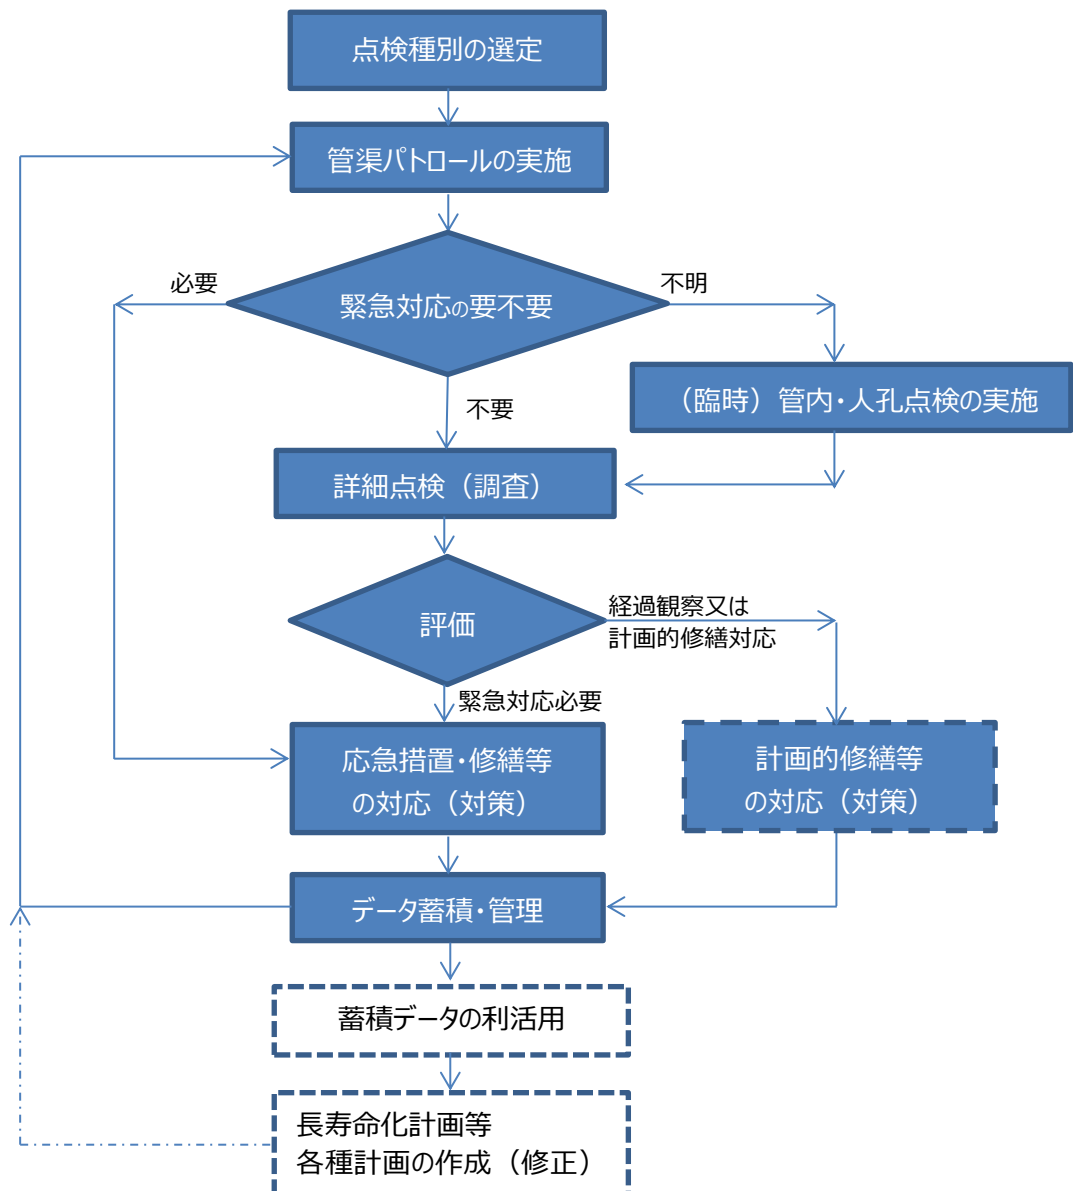 点検種別の選定
管渠パトロールの実施
必要
不明
緊急対応の要不要
(臨時)管内・人孔点検の実施
不要
詳細点検(調査)
経過観察又は
計画的修繕対応
評価
緊急対応必要
応急措置・修繕等
の対応(対策)
計画的修繕等
の対応(対策)
データ蓄積・管理
蓄積データの利活用
長寿命化計画等
各種計画の作成(修正)